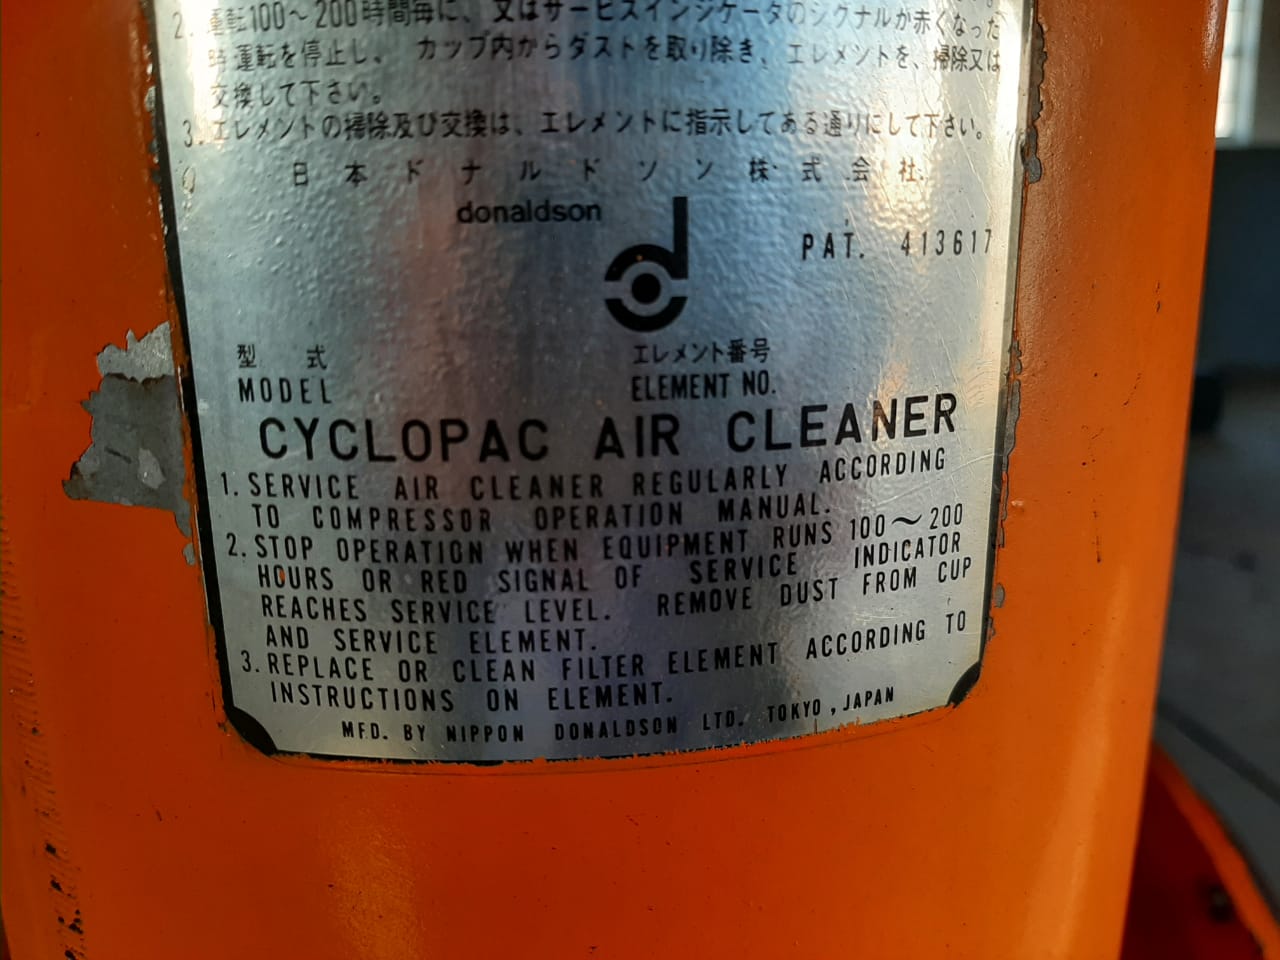 2. 運転100～200時間毎に、又はサービスインジケータのシグナルが赤くなった
時運転を停止し、カップ内からダストを取り除き、エレメントを、掃除又は
交換して下さい。
3. エレメントの掃除及び交換は、エレメントに指示してある通りにして下さい。
日本ドナルドソン株式会社
donaldson
d
PAT. 413617
型式
エレメント番号
MODEL
ELEMENT NO.
CYCLOPAC AIR CLEANER
1. SERVICE AIR CLEANER REGULARLY ACCORDING
TO COMPRESSOR OPERATION MANUAL.
2. STOP OPERATION WHEN EQUIPMENT RUNS 100～200
HOURS OR RED SIGNAL OF SERVICE INDICATOR
REACHES SERVICE LEVEL. REMOVE DUST FROM CUP
AND SERVICE ELEMENT.
3. REPLACE OR CLEAN FILTER ELEMENT ACCORDING TO
INSTRUCTIONS ON ELEMENT.
MFD. BY NIPPON DONALDSON LTD. TOKYO, JAPAN